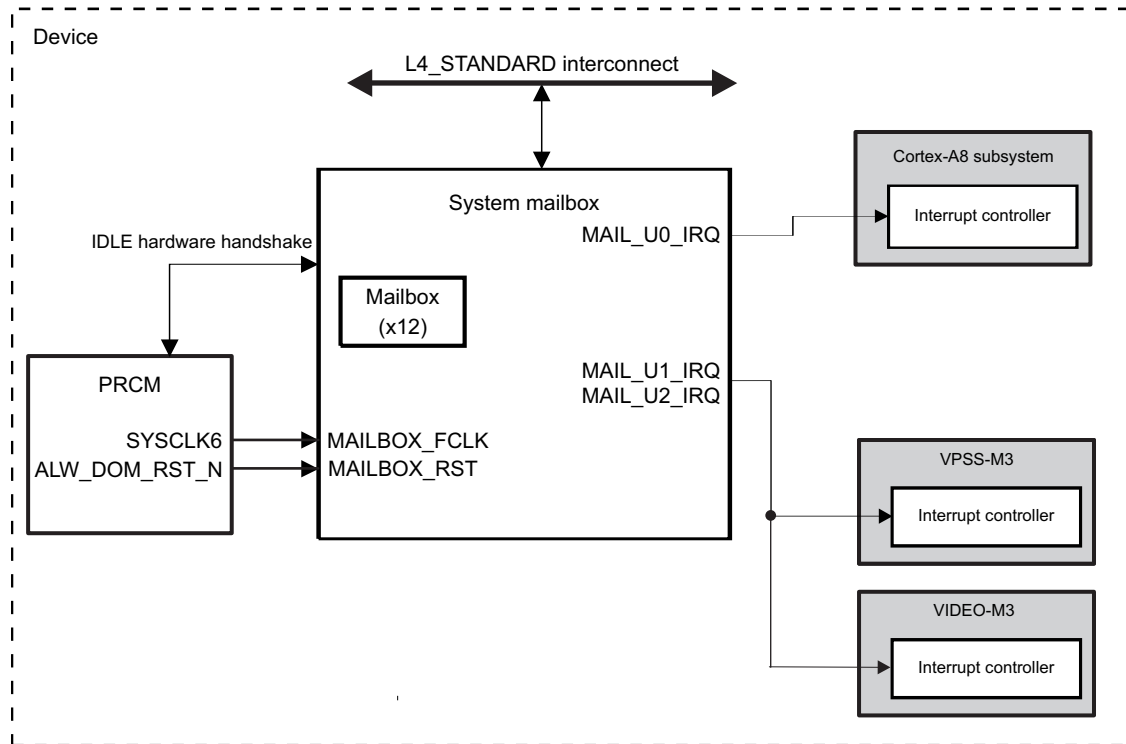 Device
L4_STANDARD interconnect
Cortex-A8 subsystem
Interrupt controller
System mailbox
MAIL_U0_IRQ
IDLE hardware handshake
Mailbox
(x12)
MAIL_U1_IRQ
MAIL_U2_IRQ
PRCM
SYSCLK6
ALW_DOM_RST_N
MAILBOX_FCLK
MAILBOX_RST
VPSS-M3
Interrupt controller
VIDEO-M3
Interrupt controller